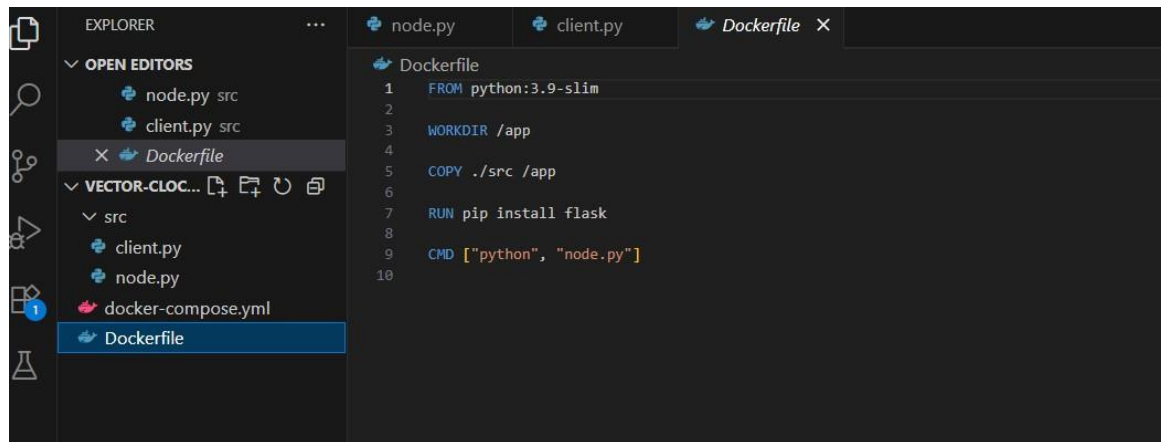 EXPLORER ...
OPEN EDITORS
node.py src
client.py src
Dockerfile
VECTOR-CLOC...
src
client.py
node.py
docker-compose.yml
Dockerfile
1
node.py client.py Dockerfile
Dockerfile
1 FROM python:3.9-slim
2
3 WORKDIR /app
4
5 COPY ./src /app
6
7 RUN pip install flask
8
9 CMD ["python", "node.py"]
10